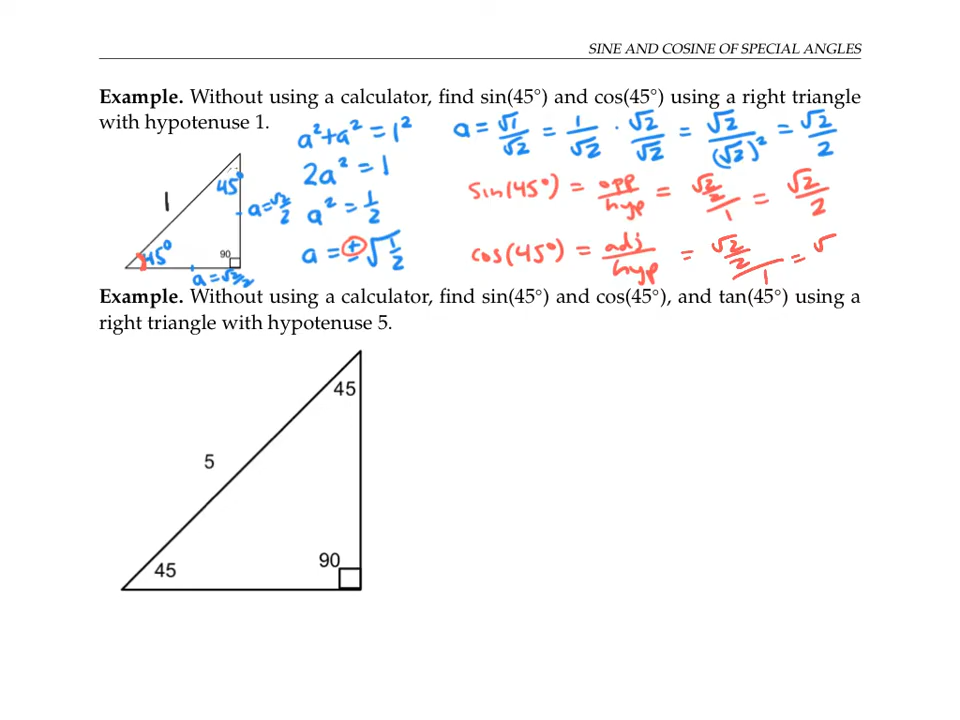 SINE AND COSINE OF SPECIAL ANGLES
Example. Without using a calculator, find sin(45°) and cos(45°) using a right triangle
with hypotenuse 1.
a² + a² = 1²
2a² = 1
a² = 1/2
a = ±√(1/2)
a = √1/√2 = 1/√2 · √2/√2 = √2/(√2)² = √2/2
sin(45°) = opp/hyp = (√2/2)/1 = √2/2
cos(45°) = adj/hyp = (√2/2)/1 = √
1
45°
a = √2/2
45°
90
a = √2/2
Example. Without using a calculator, find sin(45°) and cos(45°), and tan(45°) using a
right triangle with hypotenuse 5.
45
5
90
45